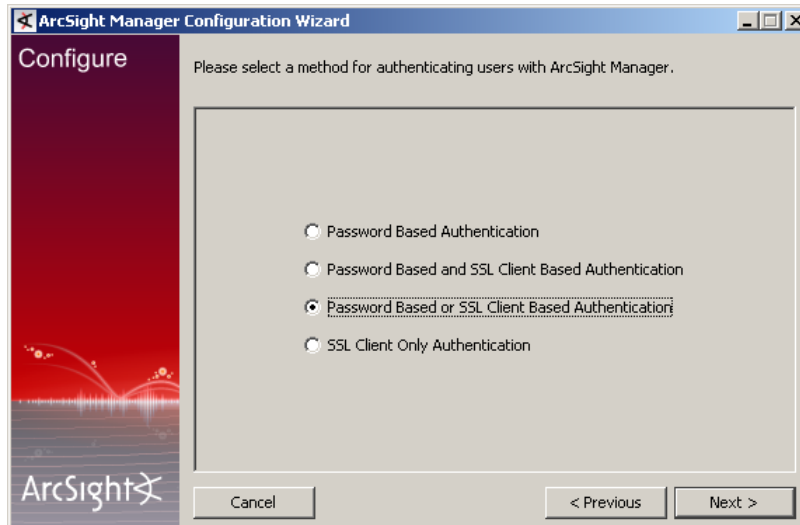 ArcSight Manager Configuration Wizard
Configure
Please select a method for authenticating users with ArcSight Manager.
Password Based Authentication
Password Based and SSL Client Based Authentication
Password Based or SSL Client Based Authentication
SSL Client Only Authentication
ArcSight
Cancel
< Previous
Next >